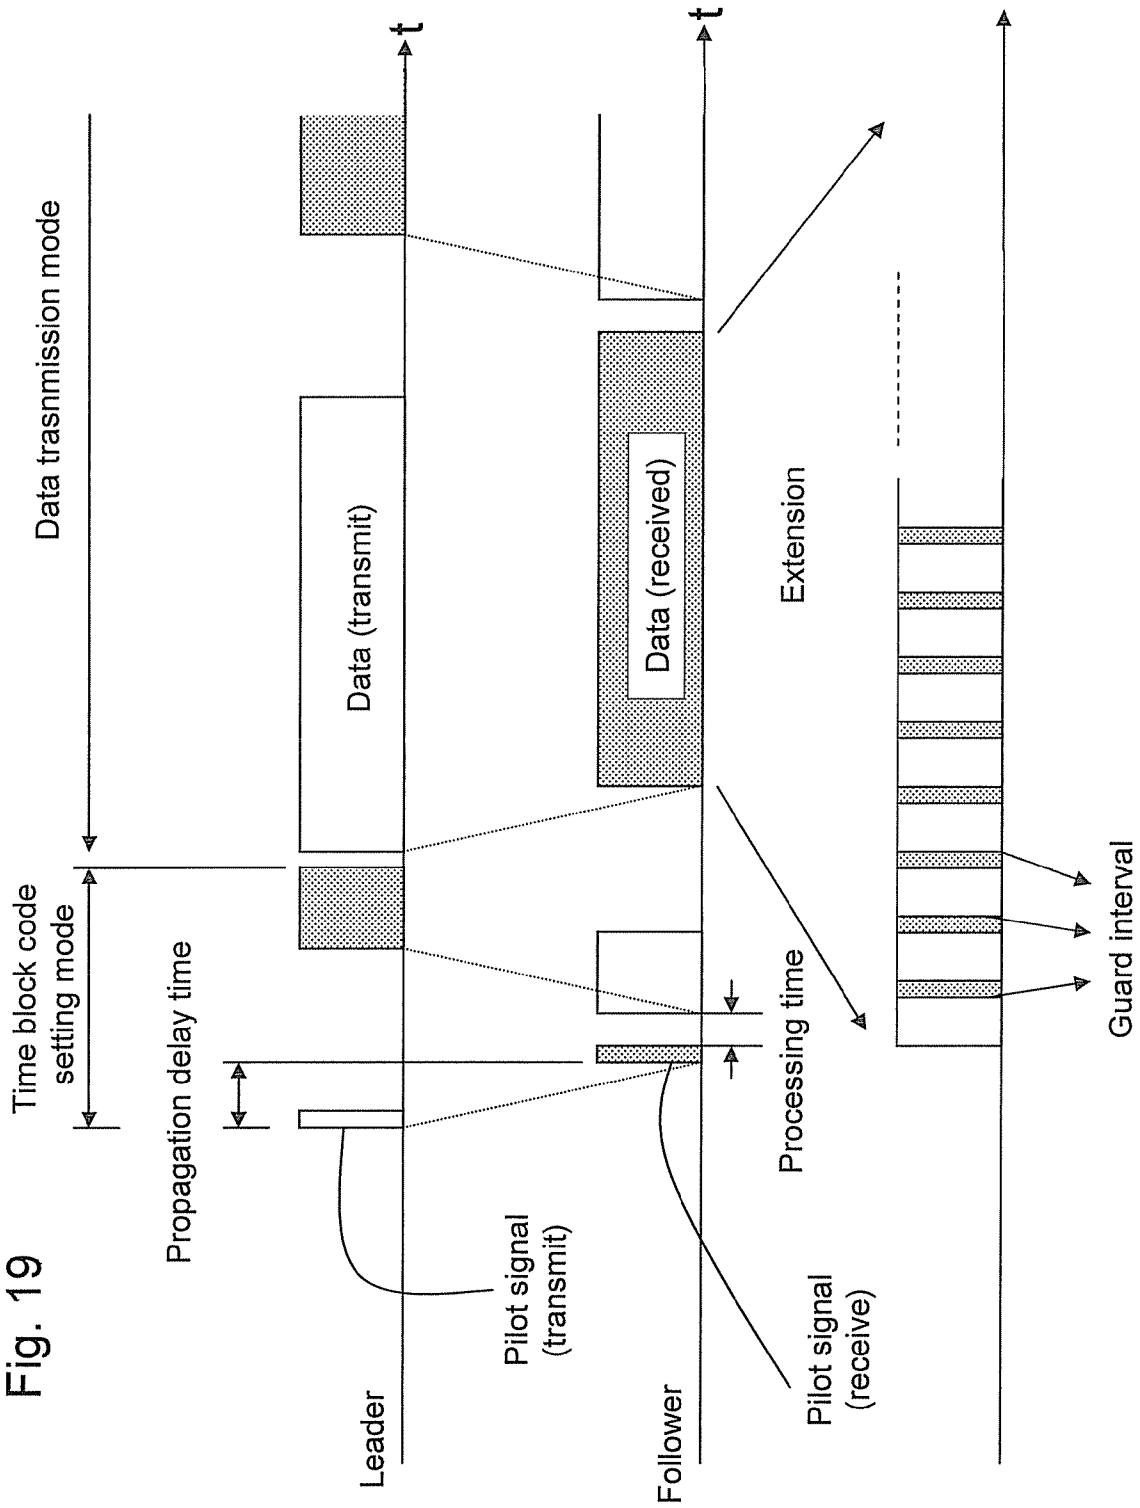 Fig. 19
Time block code
setting mode
Data trasnmission mode
Propagation delay time
Pilot signal
(transmit)
Leader
Data (transmit)
t
Follower
Data (received)
t
Processing time
Pilot signal
(receive)
Extension
Guard interval